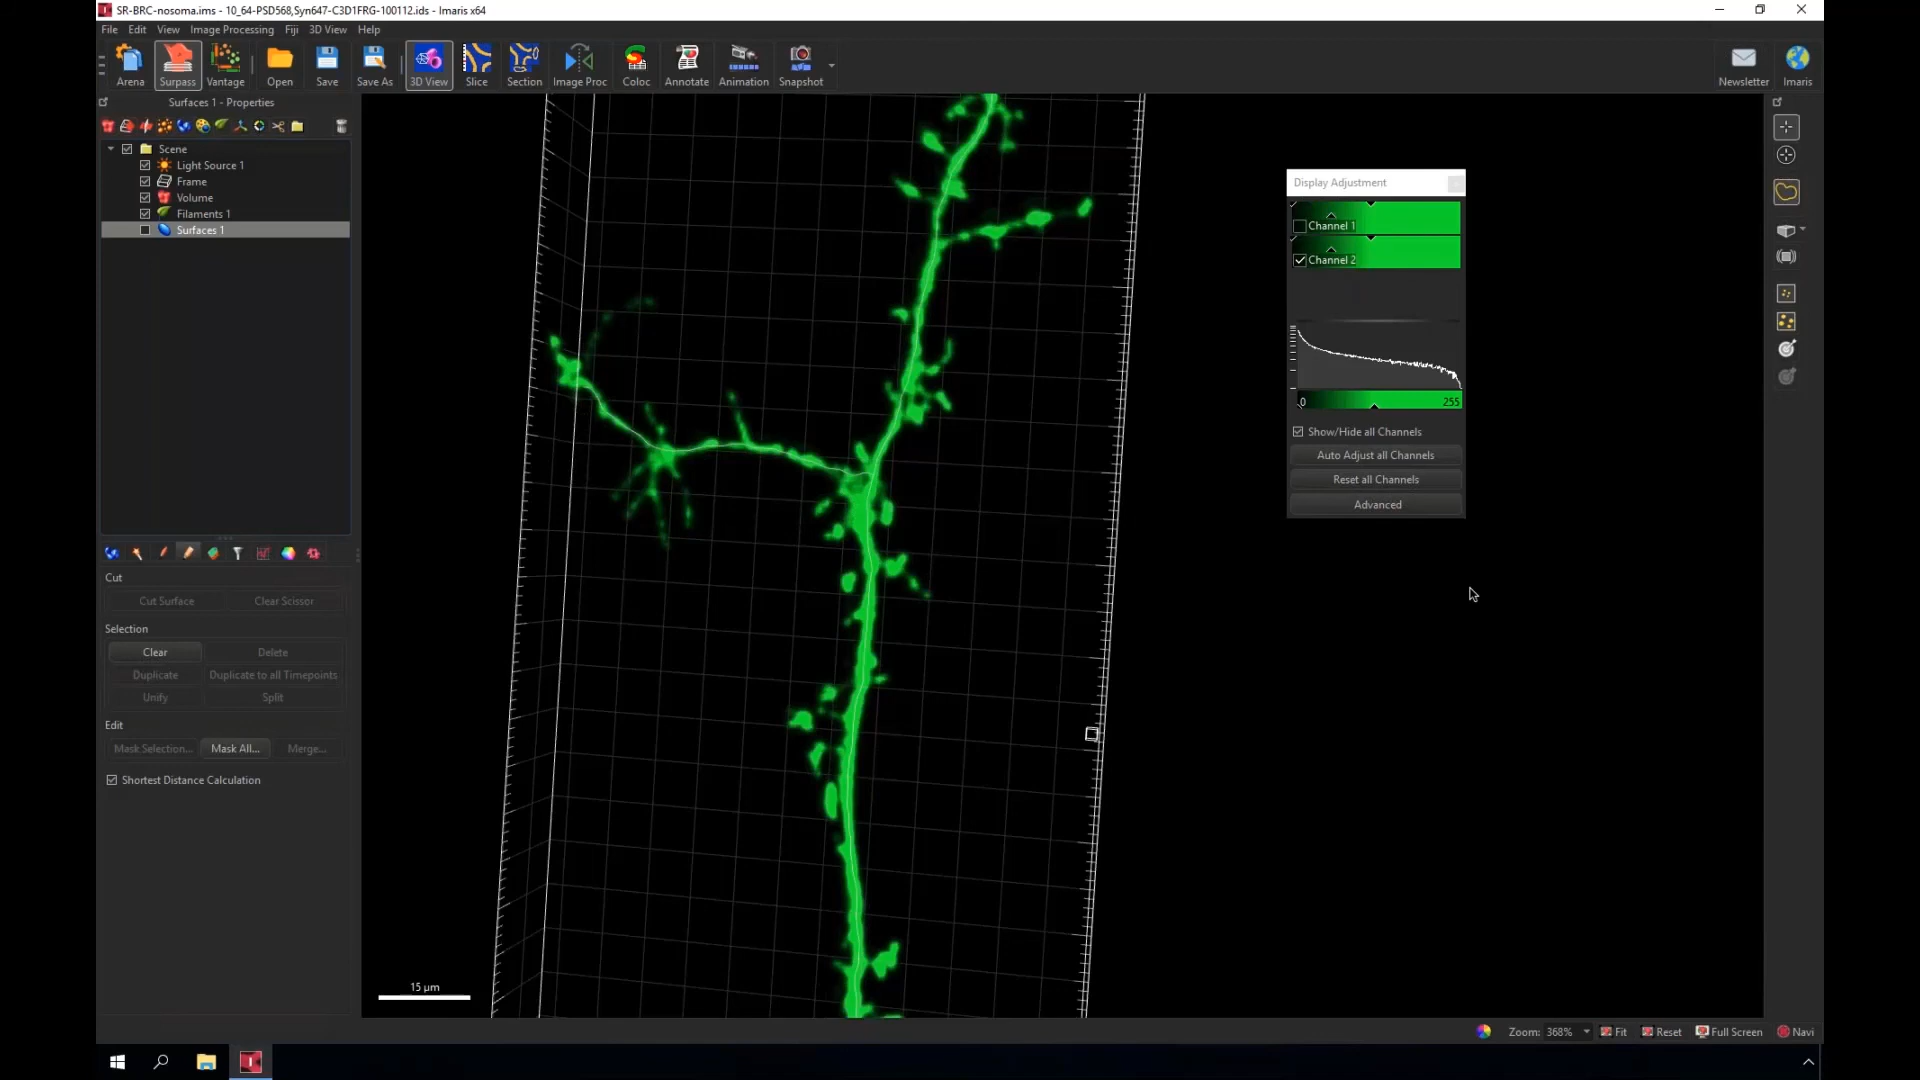 SR-BRC-nosoma.ims - 10_64-PSD568,Syn647-C3D1FRG-100112.ids - Imaris x64
File Edit View Image Processing Fiji 3D View Help
Arena Surpass Vantage Open Save Save As 3D View Slice Section Image Proc Coloc Annotate Animation Snapshot Newsletter Imaris
Surfaces 1 - Properties
Scene
Light Source 1
Frame
Volume
Filaments 1
Surfaces 1
Display Adjustment
Channel 1
Channel 2
0 255
Show/Hide all Channels
Auto Adjust all Channels
Reset all Channels
Advanced
Cut
Cut Surface Clear Scissor
Selection
Clear Delete
Duplicate Duplicate to all Timepoints
Unify Split
Edit
Mask Selection... Mask All... Merge...
Shortest Distance Calculation
15 µm
Zoom: 368% Fit Reset Full Screen Navi